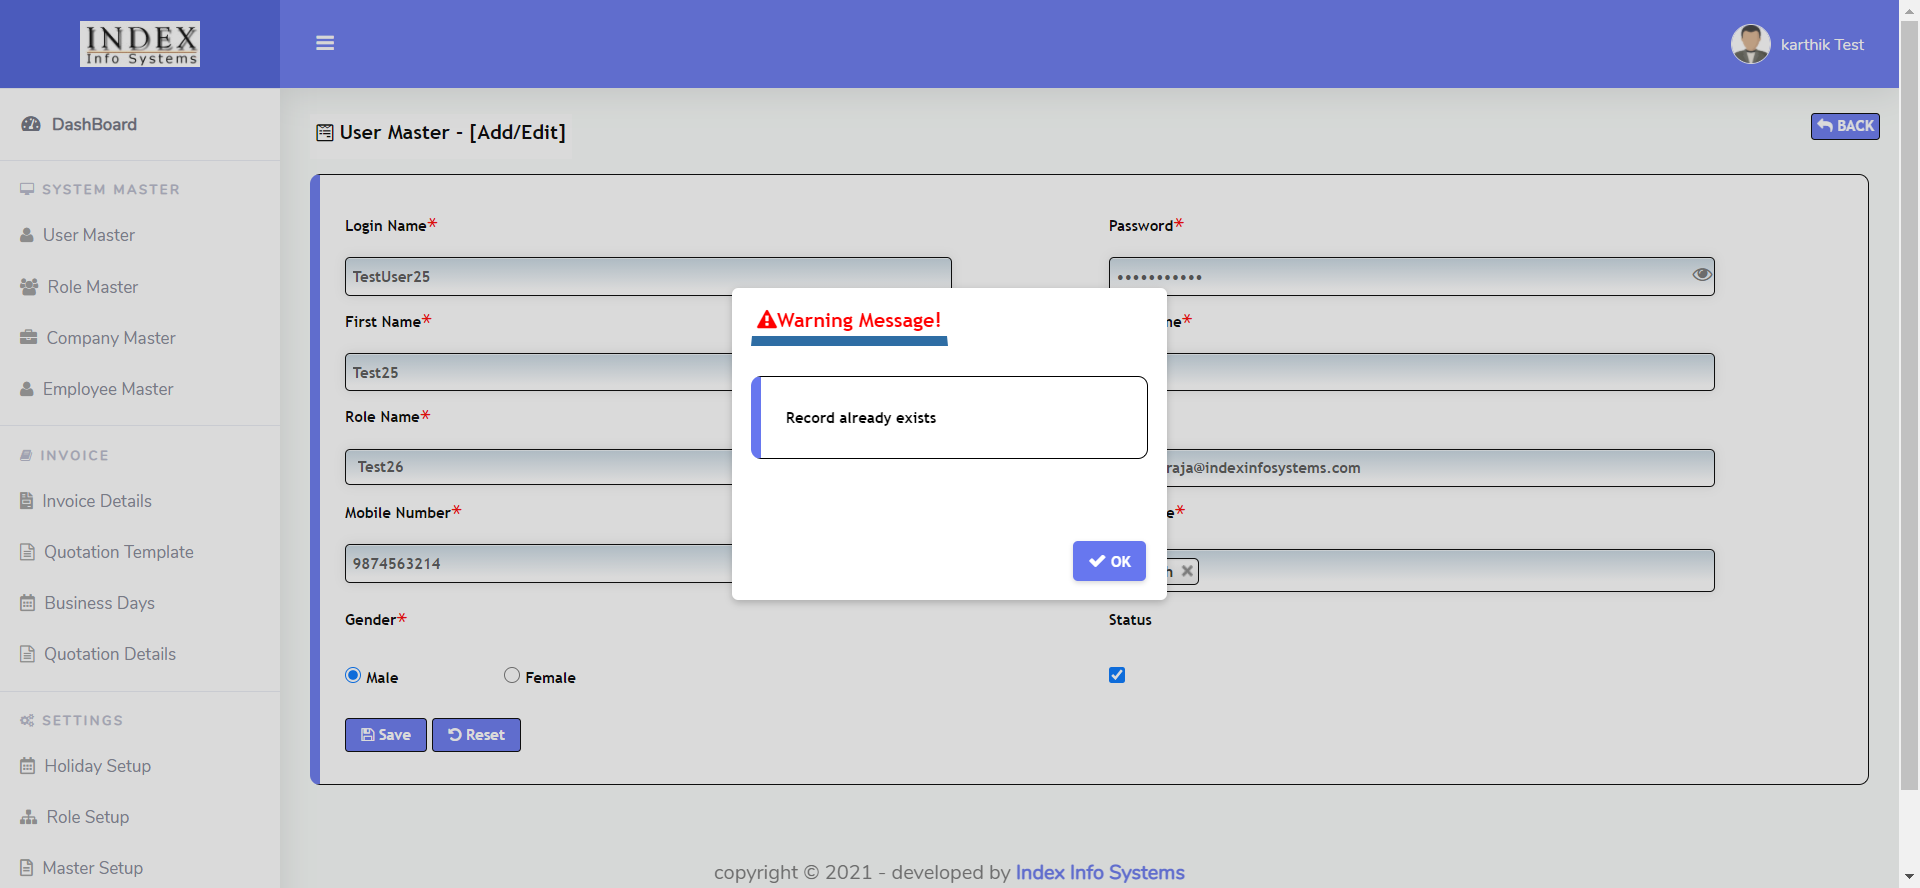 INDEX
Info Systems
karthik Test
DashBoard
SYSTEM MASTER
User Master
Role Master
Company Master
Employee Master
INVOICE
Invoice Details
Quotation Template
Business Days
Quotation Details
SETTINGS
Holiday Setup
Role Setup
Master Setup
User Master - [Add/Edit]
BACK
Login Name*
Password*
TestUser25
•••••••••••
First Name*
Test25
Role Name*
Test26
raja@indexinfosystems.com
Mobile Number*
9874563214
Gender*
Status
Male
Female
Save
Reset
Warning Message!
Record already exists
OK
copyright © 2021 - developed by Index Info Systems